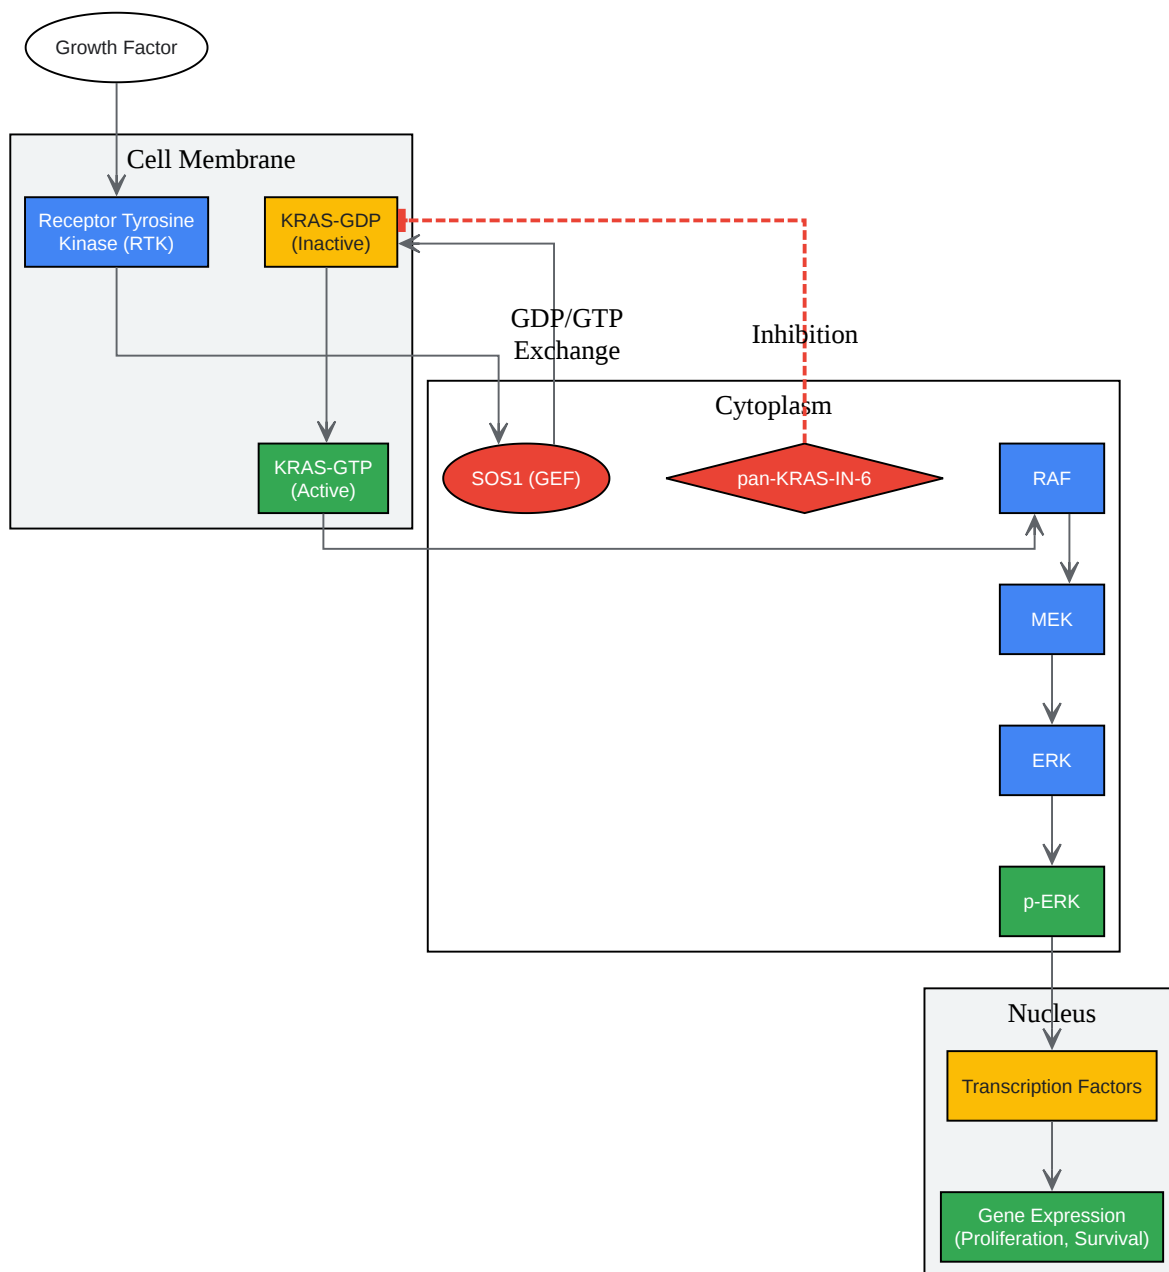 Growth Factor
Cell Membrane
Receptor Tyrosine
Kinase (RTK)
KRAS-GDP
(Inactive)
GDP/GTP
Exchange
Inhibition
Cytoplasm
KRAS-GTP
(Active)
SOS1 (GEF)
pan-KRAS-IN-6
RAF
MEK
ERK
p-ERK
Nucleus
Transcription Factors
Gene Expression
(Proliferation, Survival)